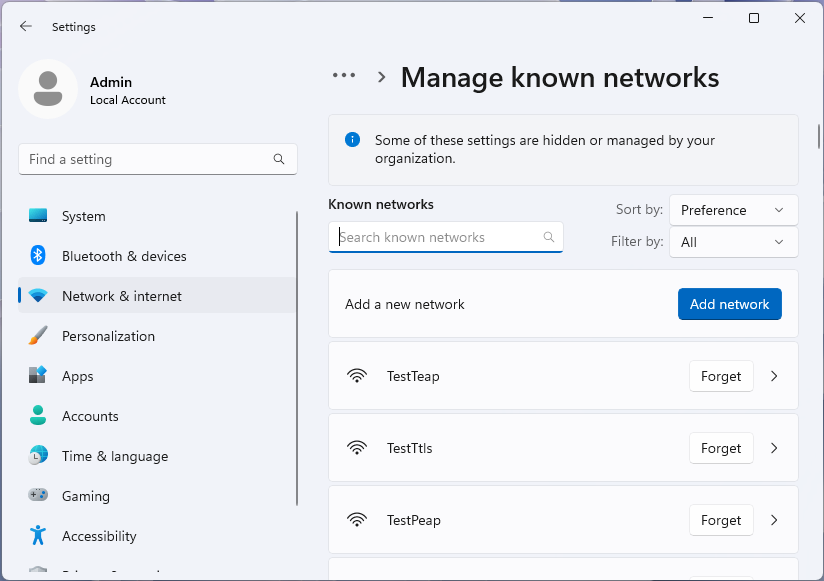 Settings
Admin
Local Account
Find a setting
System
Bluetooth & devices
Network & internet
Personalization
Apps
Accounts
Time & language
Gaming
Accessibility
... > Manage known networks
Some of these settings are hidden or managed by your
organization.
Known networks
Sort by: Preference
Search known networks
Filter by: All
Add a new network Add network
TestTeap Forget
TestTtls Forget
TestPeap Forget